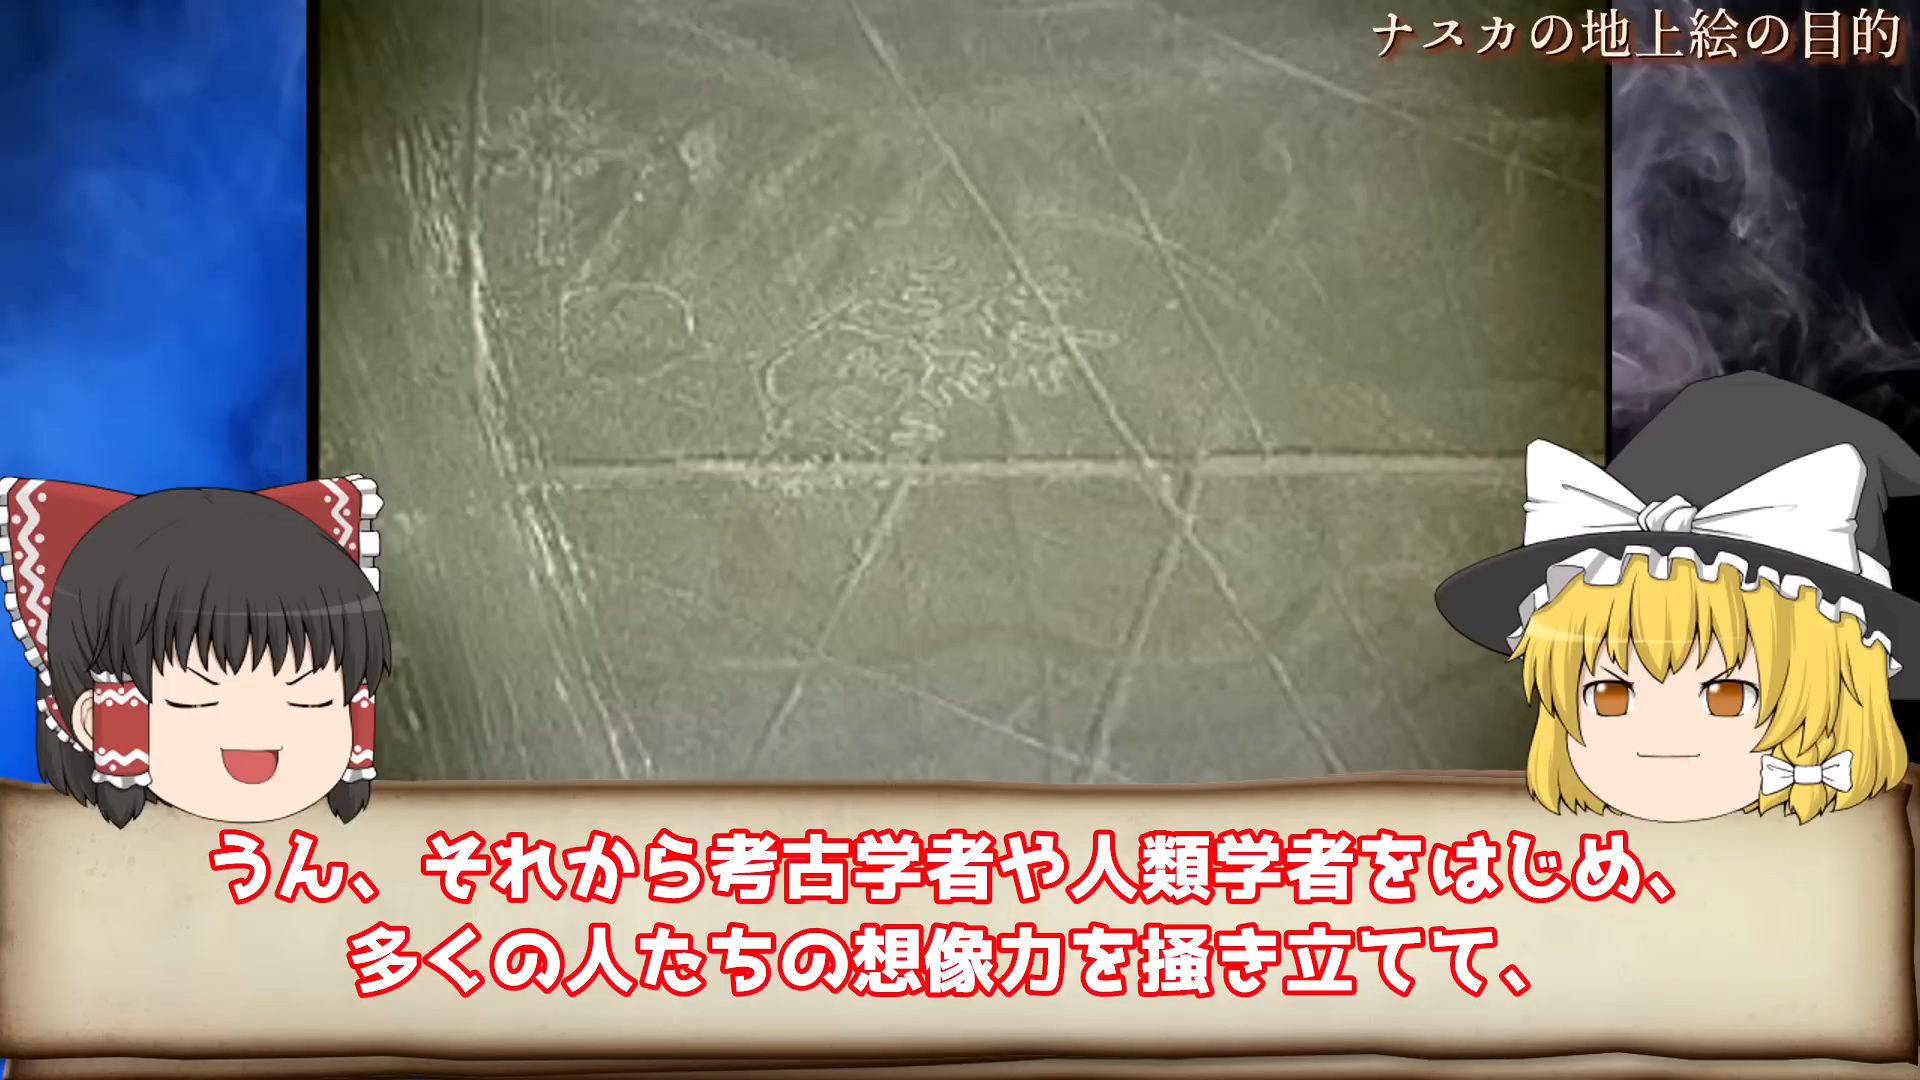 ナスカの地上絵の目的
うん、それから考古学者や人類学者をはじめ、
多くの人たちの想像力を掻き立てて、